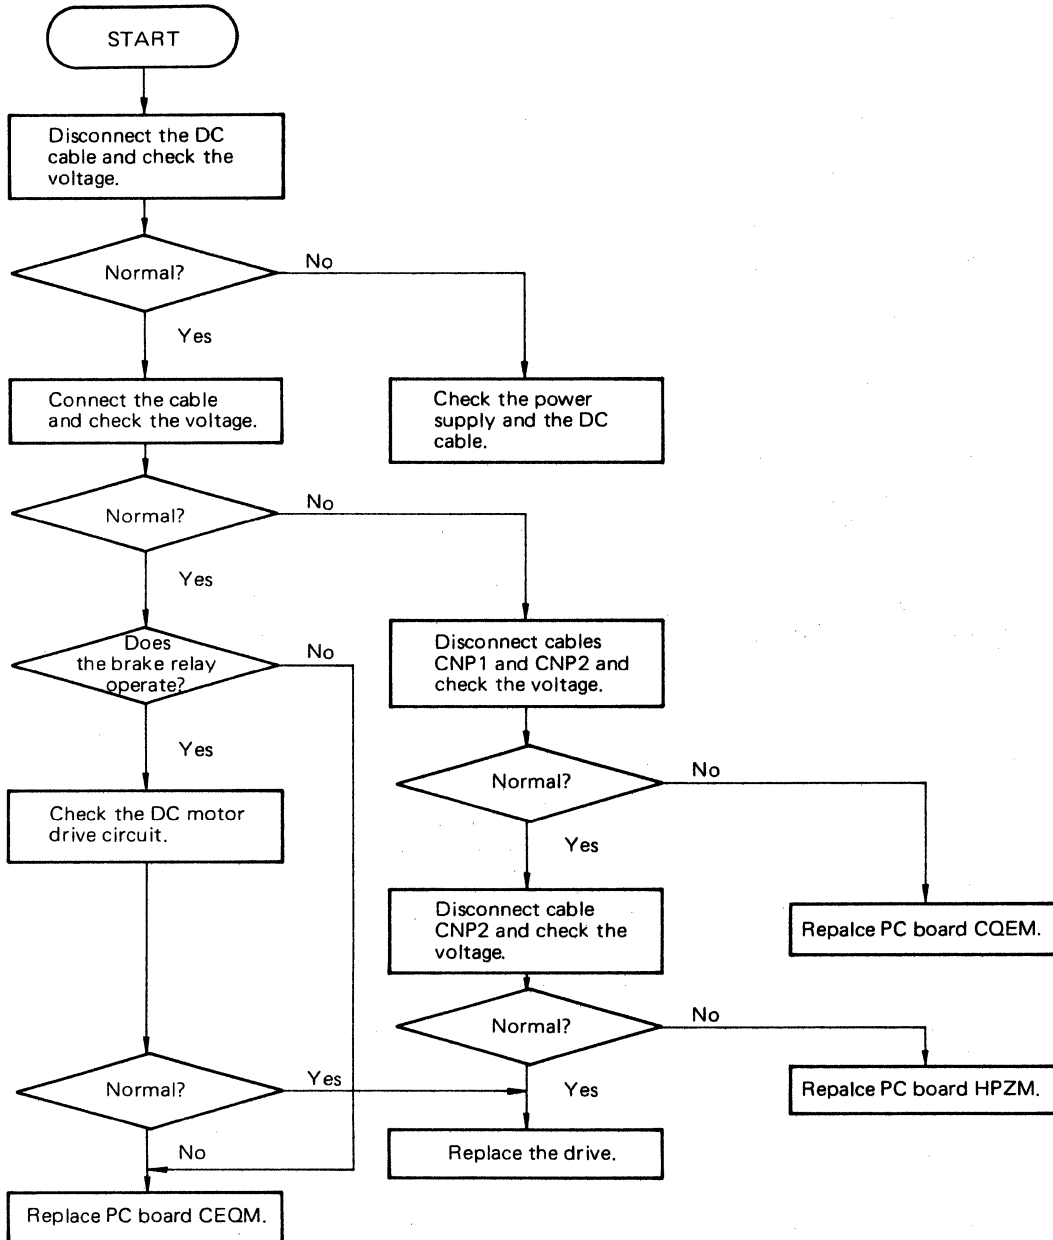 START
Disconnect the DC
cable and check the
voltage.
Normal?
No
Yes
Connect the cable
and check the voltage.
Check the power
supply and the DC
cable.
Normal?
No
Yes
Does
the brake relay
operate?
No
Disconnect cables
CNP1 and CNP2 and
check the voltage.
Yes
Normal?
No
Check the DC motor
drive circuit.
Yes
Disconnect cable
CNP2 and check the
voltage.
Repalce PC board CQEM.
Normal?
No
Normal?
Yes
Yes
Repalce PC board HPZM.
No
Replace the drive.
Replace PC board CEQM.